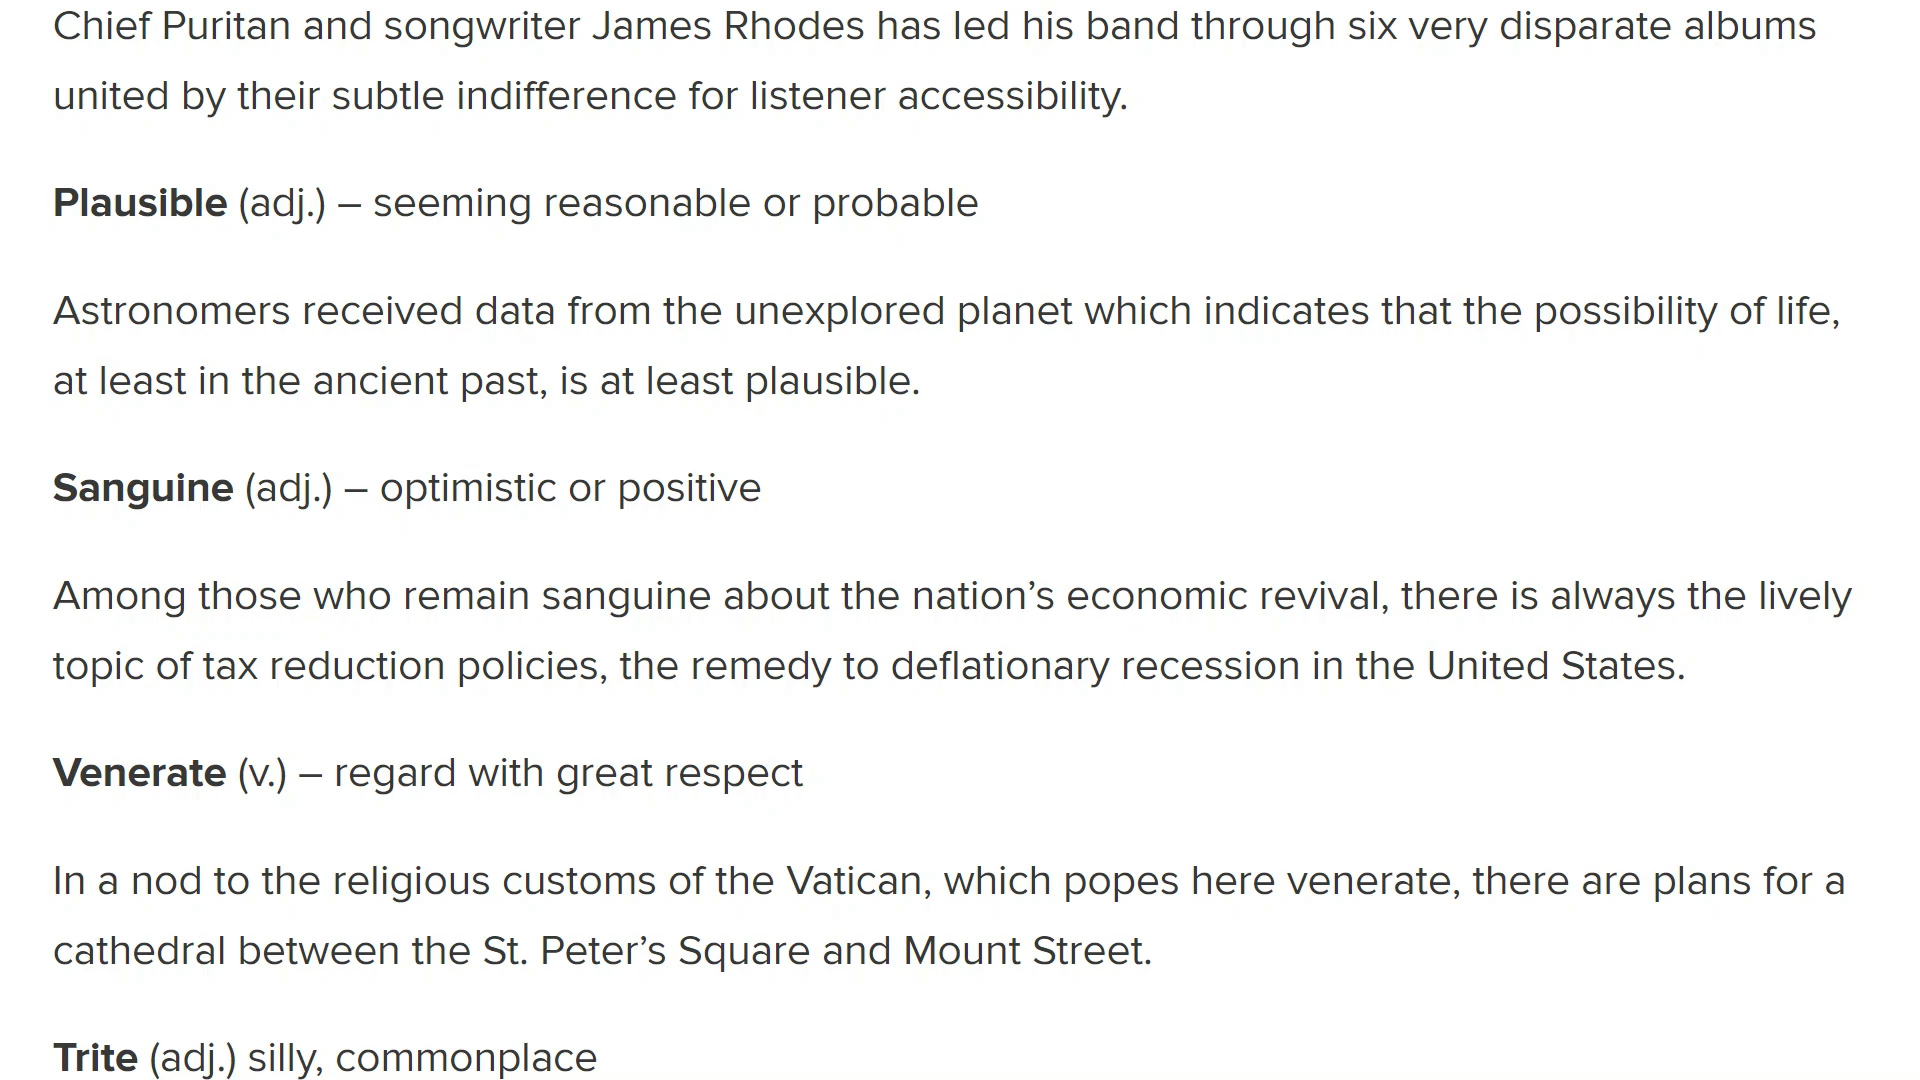 Chief Puritan and songwriter James Rhodes has led his band through six very disparate albums
united by their subtle indifference for listener accessibility.
Plausible (adj.) – seeming reasonable or probable
Astronomers received data from the unexplored planet which indicates that the possibility of life,
at least in the ancient past, is at least plausible.
Sanguine (adj.) – optimistic or positive
Among those who remain sanguine about the nation’s economic revival, there is always the lively
topic of tax reduction policies, the remedy to deflationary recession in the United States.
Venerate (v.) – regard with great respect
In a nod to the religious customs of the Vatican, which popes here venerate, there are plans for a
cathedral between the St. Peter’s Square and Mount Street.
Trite (adj.) silly, commonplace